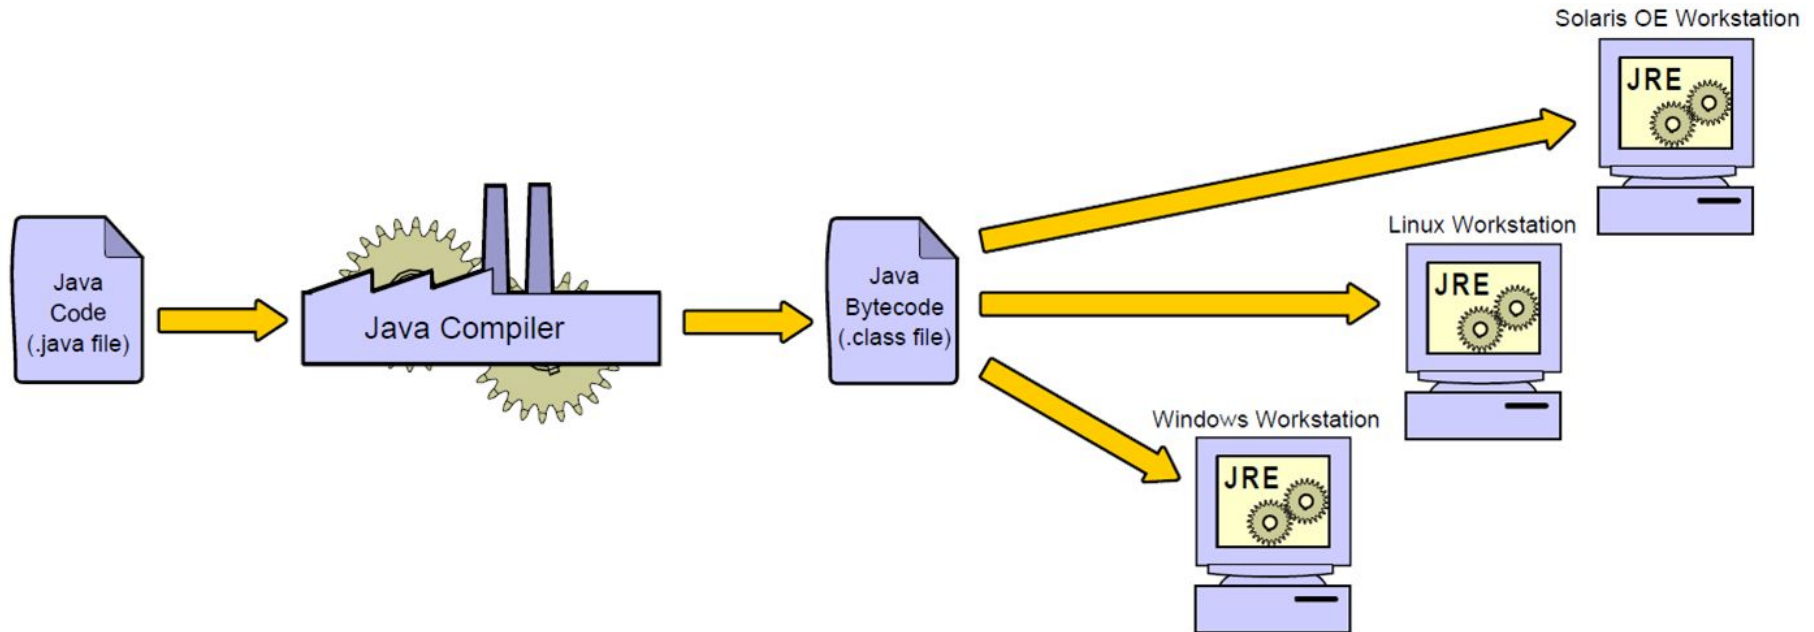 Java
Code
(.java file)
Java Compiler
Java
Bytecode
(.class file)
Solaris OE Workstation
JRE
Linux Workstation
JRE
Windows Workstation
JRE